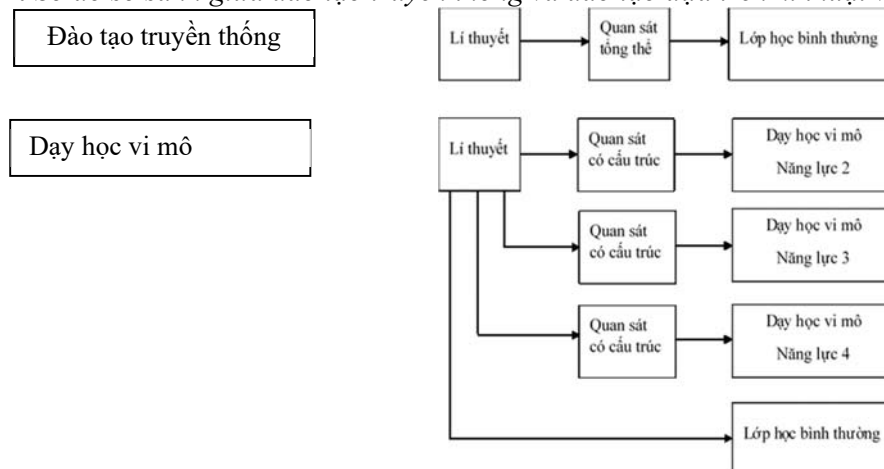 Đào tạo truyền thống
Lí thuyết
Quan sát
tổng thể
Lớp học bình thường
Dạy học vi mô
Lí thuyết
Quan sát
có cấu trúc
Dạy học vi mô
Năng lực 2
Quan sát
có cấu trúc
Dạy học vi mô
Năng lực 3
Quan sát
có cấu trúc
Dạy học vi mô
Năng lực 4
Lớp học bình thường